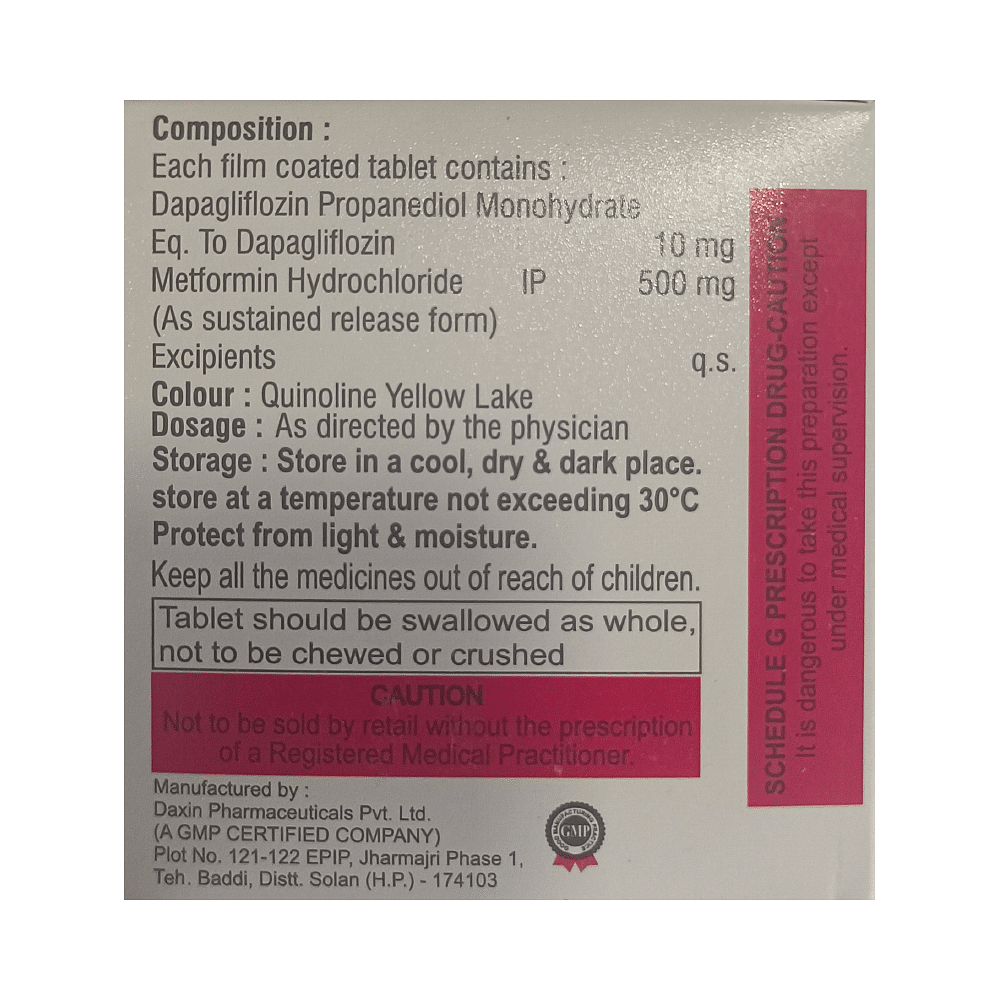 Composition :
Each film coated tablet contains :
Dapagliflozin Propanediol Monohydrate
Eq. To Dapagliflozin 10 mg
Metformin Hydrochloride IP 500 mg
(As sustained release form)
Excipients q.s.
Colour : Quinoline Yellow Lake
Dosage : As directed by the physician
Storage : Store in a cool, dry & dark place.
store at a temperature not exceeding 30°C
Protect from light & moisture.
Keep all the medicines out of reach of children.
Tablet should be swallowed as whole,
not to be chewed or crushed
CAUTION
Not to be sold by retail without the prescription
of a Registered Medical Practitioner.
Manufactured by :
Daxin Pharmaceuticals Pvt. Ltd.
(A GMP CERTIFIED COMPANY)
Plot No. 121-122 EPIP, Jharmajri Phase 1,
Teh. Baddi, Distt. Solan (H.P.) - 174103
GOOD MANUFACTURING PRACTICE
GMP
SCHEDULE G PRESCRIPTION DRUG-CAUTION
It is dangerous to take this preparation except
under medical supervision.